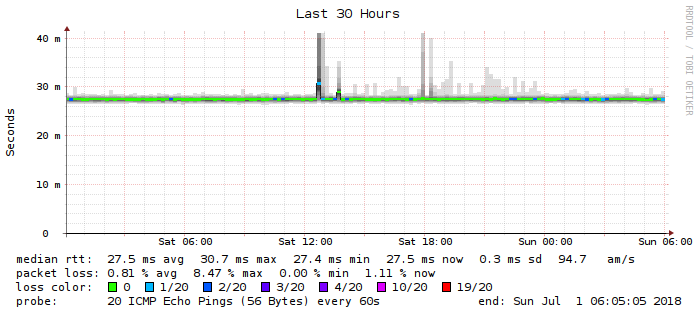 Last 30 Hours
RRDTOOL / TOBI OETIKER
Seconds
40 m
30 m
20 m
10 m
0
Sat 06:00 Sat 12:00 Sat 18:00 Sun 00:00 Sun 06:00
median rtt: 27.5 ms avg 30.7 ms max 27.4 ms min 27.5 ms now 0.3 ms sd 94.7 am/s
packet loss: 0.81 % avg 8.47 % max 0.00 % min 1.11 % now
loss color: 0 1/20 2/20 3/20 4/20 10/20 19/20
probe: 20 ICMP Echo Pings (56 Bytes) every 60s end: Sun Jul 1 06:05:05 2018